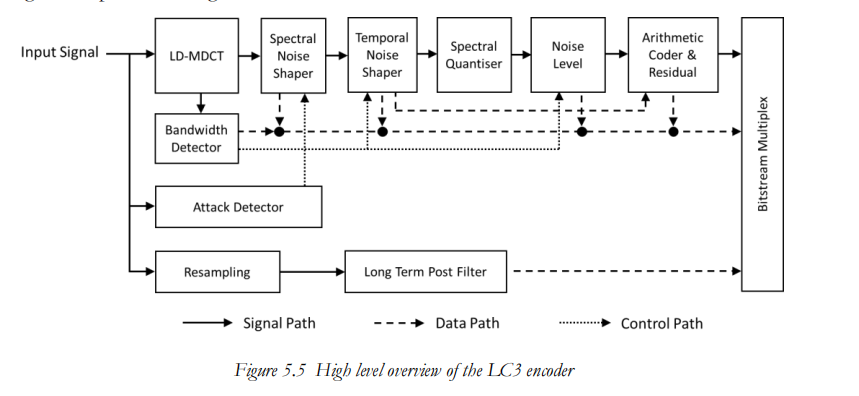 Input Signal
LD-MDCT
Spectral
Noise
Shaper
Temporal
Noise
Shaper
Spectral
Quantiser
Noise
Level
Arithmetic
Coder &
Residual
Bandwidth
Detector
Attack Detector
Resampling
Long Term Post Filter
Bitstream Multiplex
Signal Path
Data Path
Control Path
Figure 5.5 High level overview of the LC3 encoder